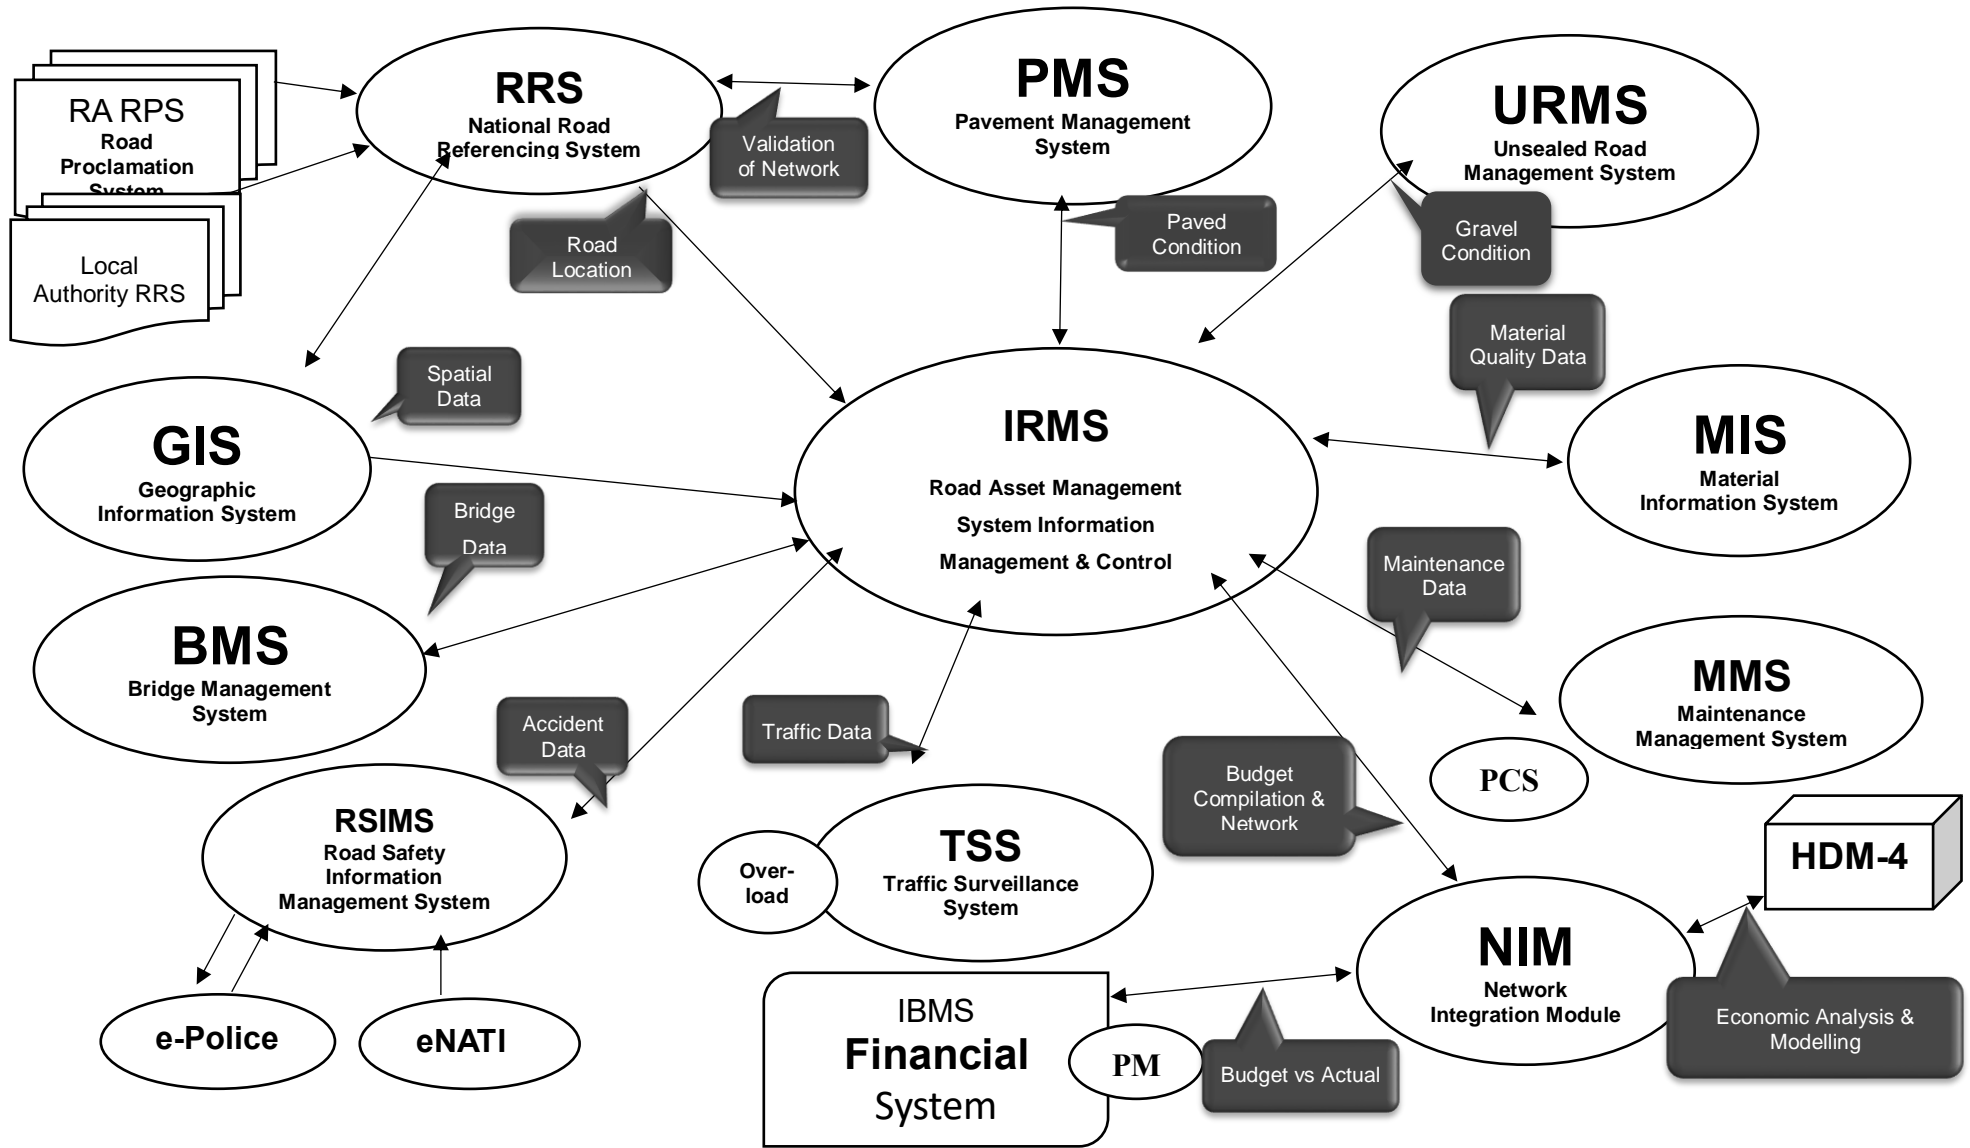 RA RPS
Road
Proclamation
System
Local
Authority RRS
RRS
National Road
Referencing System
PMS
Pavement Management
System
URMS
Unsealed Road
Management System
Validation
of Network
Road
Location
Paved
Condition
Gravel
Condition
Material
Quality Data
Spatial
Data
GIS
Geographic
Information System
Bridge
Data
IRMS
Road Asset Management
System Information
Management & Control
MIS
Material
Information System
Maintenance
Data
BMS
Bridge Management
System
MMS
Maintenance
Management System
Accident
Data
Traffic Data
Budget
Compilation &
Network
PCS
RSIMS
Road Safety
Information
Management System
Over-
load
TSS
Traffic Surveillance
System
HDM-4
NIM
Network
Integration Module
Economic Analysis &
Modelling
e-Police
eNATI
IBMS
Financial
System
PM
Budget vs Actual